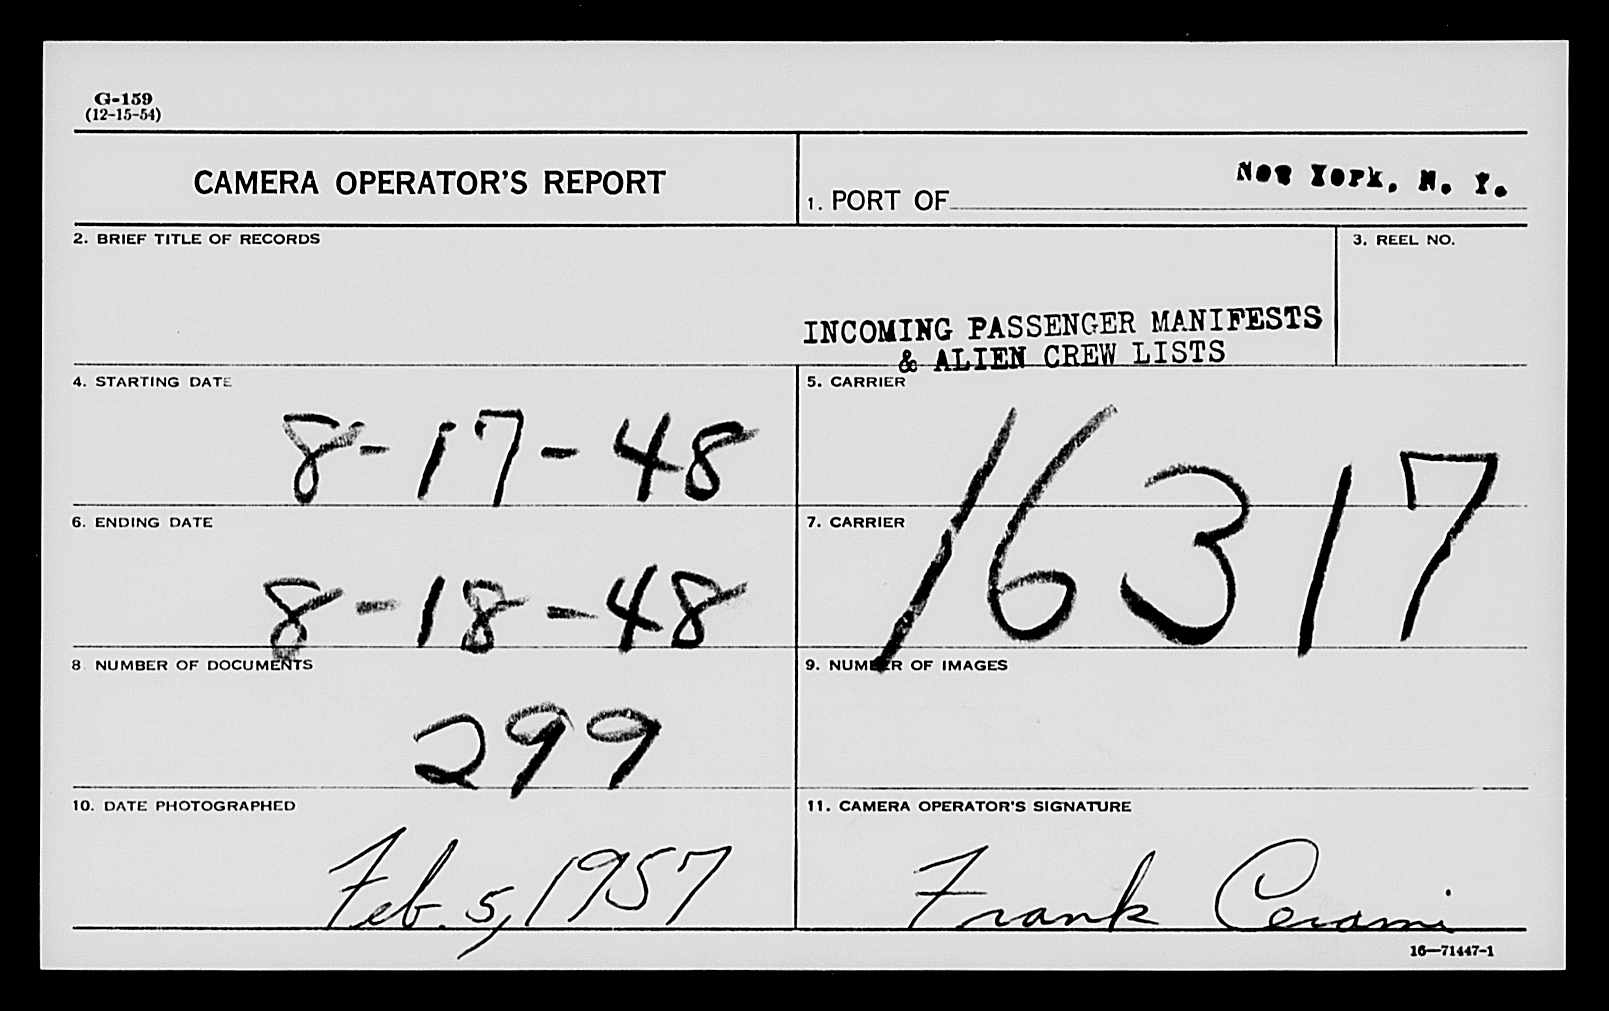 G-159
(12-15-54)
CAMERA OPERATOR'S REPORT
1. PORT OF New York, N. Y.
2. BRIEF TITLE OF RECORDS
3. REEL NO.
INCOMING PASSENGER MANIFESTS
& ALIEN CREW LISTS
4. STARTING DATE
8-17-48
5. CARRIER
16317
6. ENDING DATE
8-18-48
7. CARRIER
8 NUMBER OF DOCUMENTS
299
9. NUMBER OF IMAGES
10. DATE PHOTOGRAPHED
Feb. 5, 1957
11. CAMERA OPERATOR'S SIGNATURE
Frank Cerami
16—71447-1